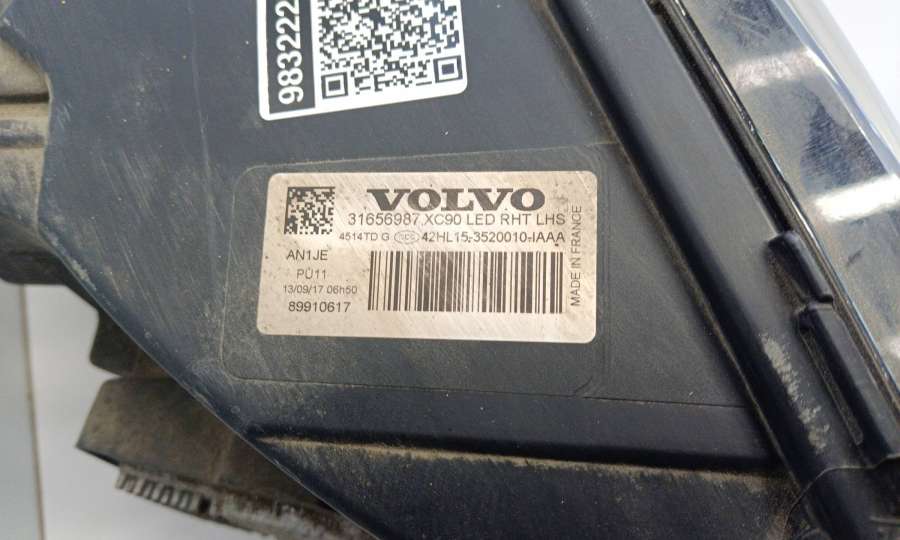 983222
VOLVO
31656987 XC90 LED RHT LHS
4514TD G 42HL15-3520010-IAAA
AN1JE
PU11
13/09/17 06h50
89910617
MADE IN FRANCE